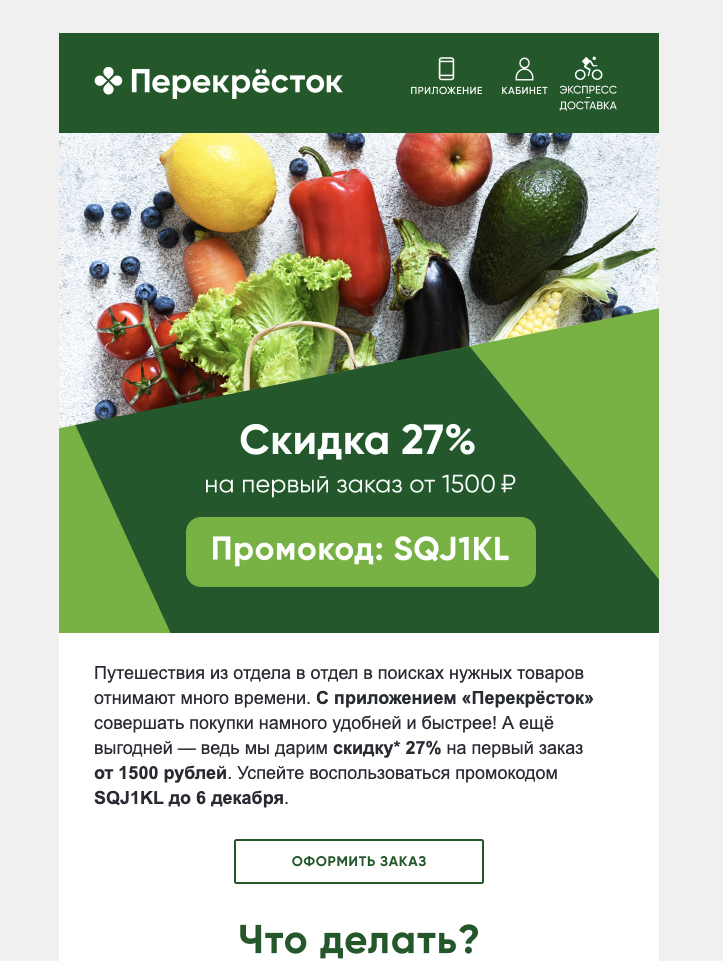 Перекрёсток
ПРИЛОЖЕНИЕ
КАБИНЕТ
ЭКСПРЕСС
-
ДОСТАВКА
Скидка 27%
на первый заказ от 1500 ₽
Промокод: SQJ1KL
Путешествия из отдела в отдел в поисках нужных товаров
отнимают много времени. С приложением «Перекрёсток»
совершать покупки намного удобней и быстрее! А ещё
выгодней — ведь мы дарим скидку* 27% на первый заказ
от 1500 рублей. Успейте воспользоваться промокодом
SQJ1KL до 6 декабря.
ОФОРМИТЬ ЗАКАЗ
Что делать?